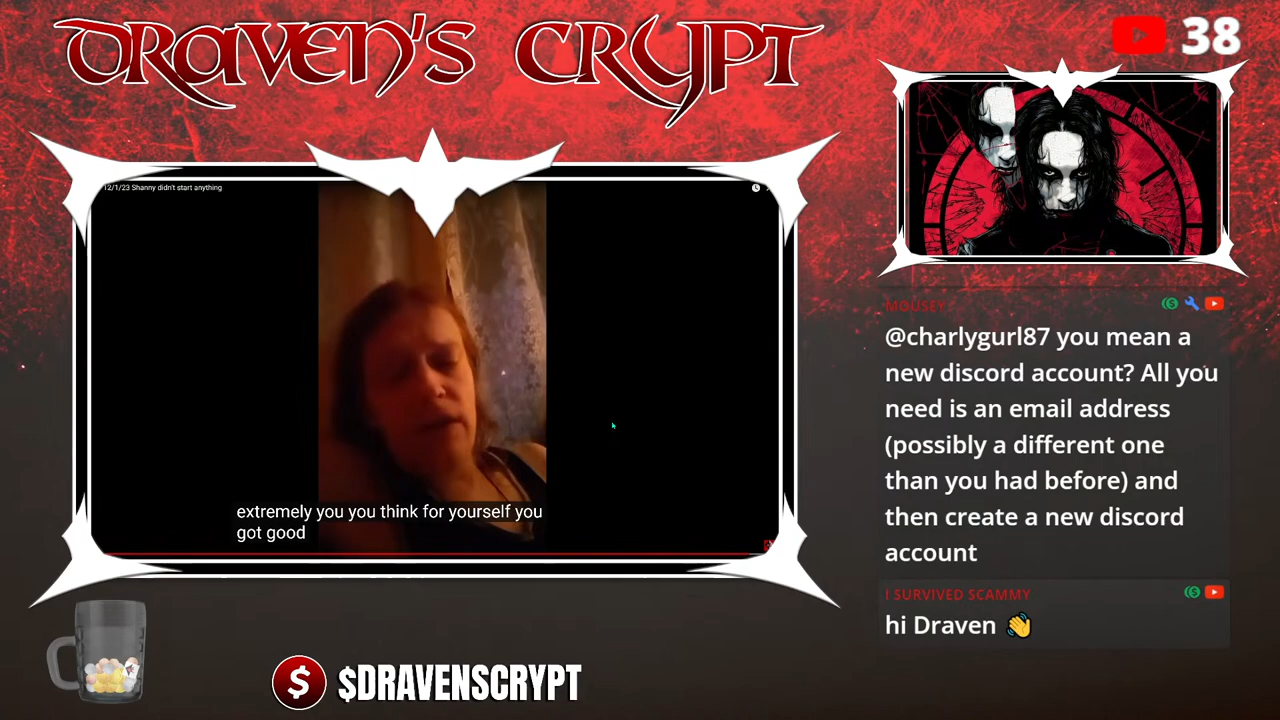 DRAVEN'S CRYPT
38
12/1/23 Shanny didn't start anything
extremely you you think for yourself you
got good
MOUSEY
@charlygurl87 you mean a
new discord account? All you
need is an email address
(possibly a different one
than you had before) and
then create a new discord
account
I SURVIVED SCAMMY
hi Draven 👋
$ $DRAVENSCRYPT